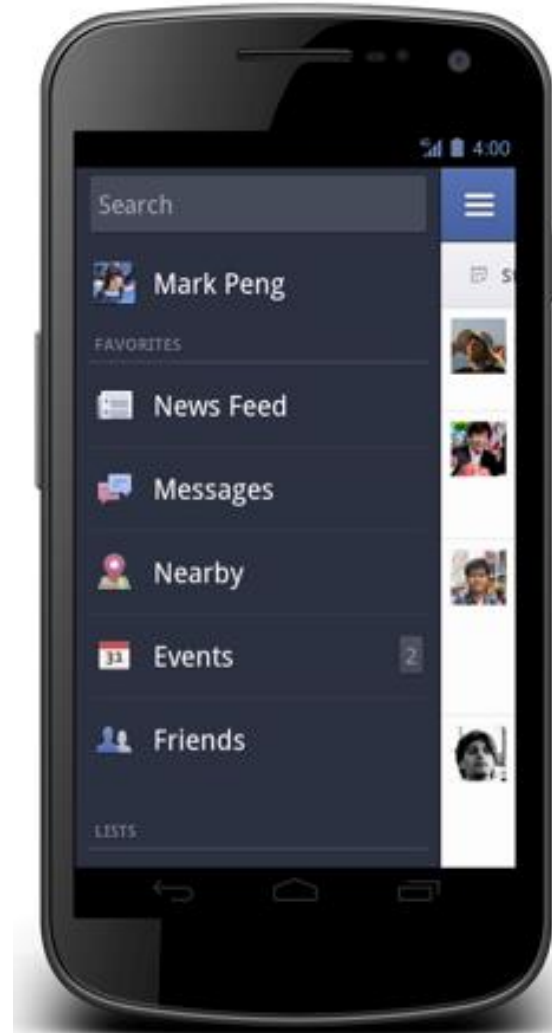 4:00
Search
Mark Peng
FAVORITES
News Feed
Messages
Nearby
31
Events
2
Friends
LISTS